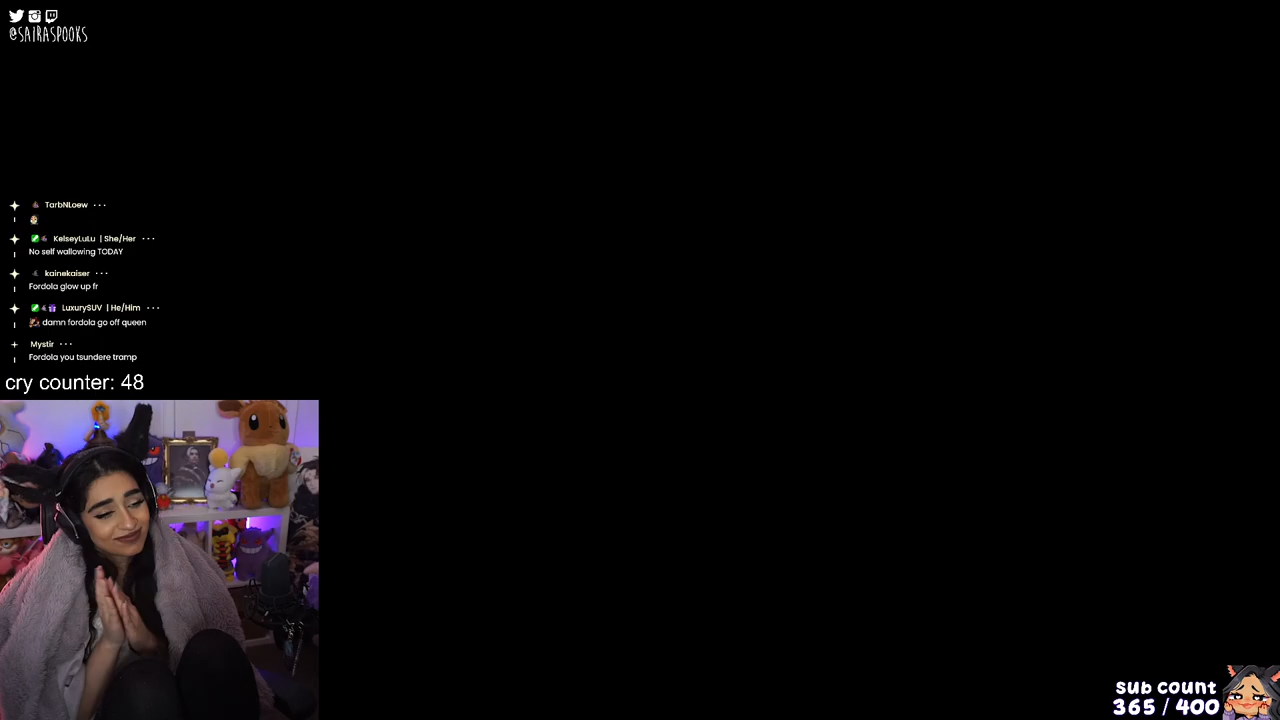 @SAIRASPOOKS
TarbNLoew ···
KelseyLuLu | She/Her ···
No self wallowing TODAY
kainekaiser ···
Fordola glow up fr
LuxurySUV | He/Him ···
damn fordola go off queen
Mystir ···
Fordola you tsundere tramp
cry counter: 48
sub count
365 / 400